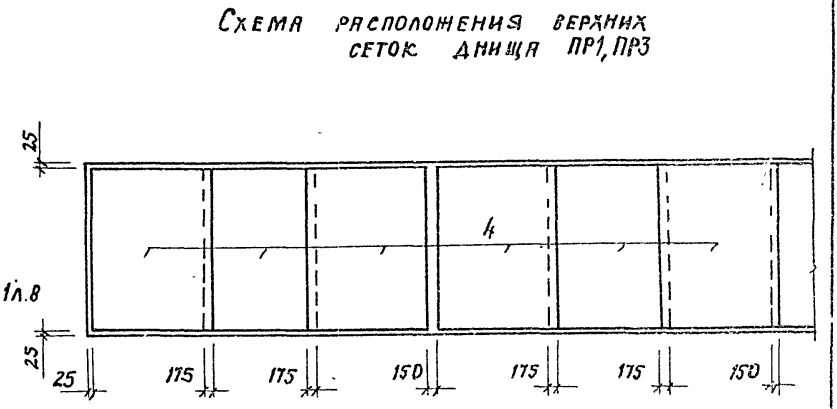 Схема расположения верхних
сеток днища ПР1, ПР3
25
4
1л.8
25
25 175 175 150 175 175 150